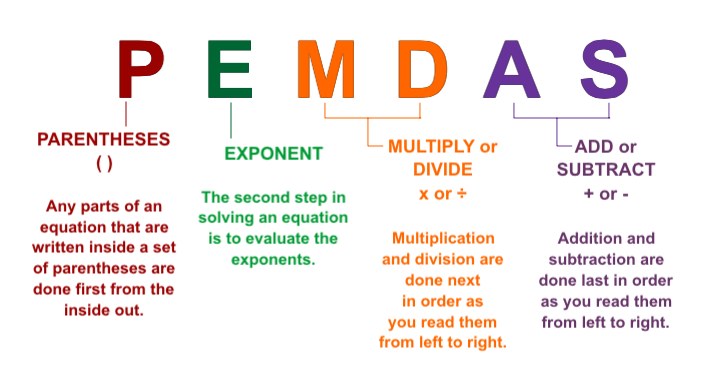 P E M D A S
PARENTHESES
( )
Any parts of an
equation that are
written inside a set
of parentheses are
done first from the
inside out.
EXPONENT
The second step in
solving an equation
is to evaluate the
exponents.
MULTIPLY or
DIVIDE
x or ÷
Multiplication
and division are
done next
in order as
you read them
from left to right.
ADD or
SUBTRACT
+ or -
Addition and
subtraction are
done last in order
as you read them
from left to right.